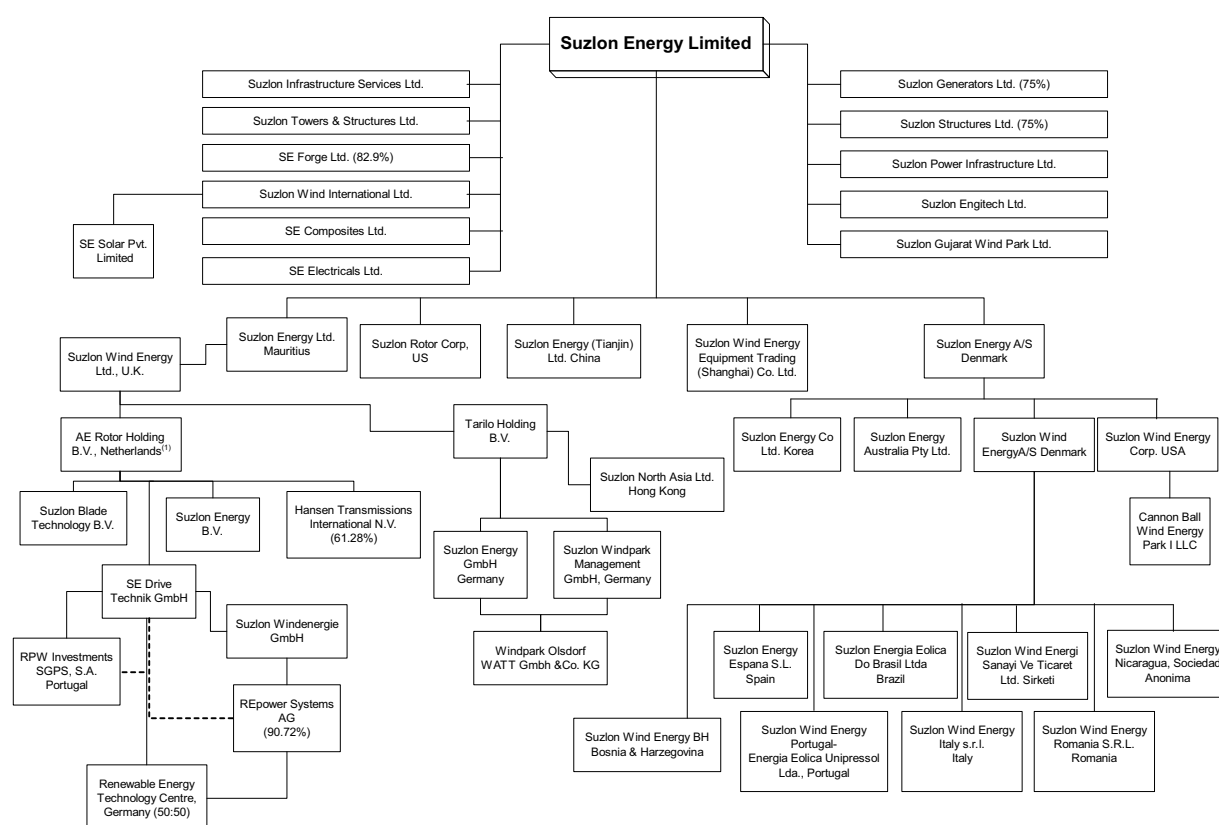 Suzlon Energy Limited
Suzlon Infrastructure Services Ltd.
Suzlon Towers & Structures Ltd.
SE Forge Ltd. (82.9%)
Suzlon Wind International Ltd.
SE Composites Ltd.
SE Electricals Ltd.
SE Solar Pvt.
Limited
Suzlon Generators Ltd. (75%)
Suzlon Structures Ltd. (75%)
Suzlon Power Infrastructure Ltd.
Suzlon Engitech Ltd.
Suzlon Gujarat Wind Park Ltd.
Suzlon Energy Ltd.
Mauritius
Suzlon Rotor Corp,
US
Suzlon Energy (Tianjin)
Ltd. China
Suzlon Wind Energy
Equipment Trading
(Shanghai) Co. Ltd.
Suzlon Energy A/S
Denmark
Suzlon Wind Energy
Ltd., U.K.
AE Rotor Holding
B.V., Netherlands(1)
Tarilo Holding
B.V.
Suzlon Energy Co
Ltd. Korea
Suzlon Energy
Australia Pty Ltd.
Suzlon Wind
EnergyA/S Denmark
Suzlon Wind Energy
Corp. USA
Suzlon North Asia Ltd.
Hong Kong
Suzlon Blade
Technology B.V.
Suzlon Energy
B.V.
Hansen Transmissions
International N.V.
(61.28%)
Cannon Ball
Wind Energy
Park I LLC
Suzlon Energy
GmbH
Germany
Suzlon Windpark
Management
GmbH, Germany
SE Drive
Technik GmbH
Suzlon Windenergie
GmbH
RPW Investments
SGPS, S.A.
Portugal
Windpark Olsdorf
WATT Gmbh &Co. KG
REpower Systems
AG
(90.72%)
Renewable Energy
Technology Centre,
Germany (50:50)
Suzlon Energy
Espana S.L.
Spain
Suzlon Energia Eolica
Do Brasil Ltda
Brazil
Suzlon Wind Energi
Sanayi Ve Ticaret
Ltd. Sirketi
Suzlon Wind Energy
Nicaragua, Sociedad
Anonima
Suzlon Wind Energy BH
Bosnia & Harzegovina
Suzlon Wind Energy
Portugal-
Energia Eolica Unipressol
Lda., Portugal
Suzlon Wind Energy
Italy s.r.l.
Italy
Suzlon Wind Energy
Romania S.R.L.
Romania